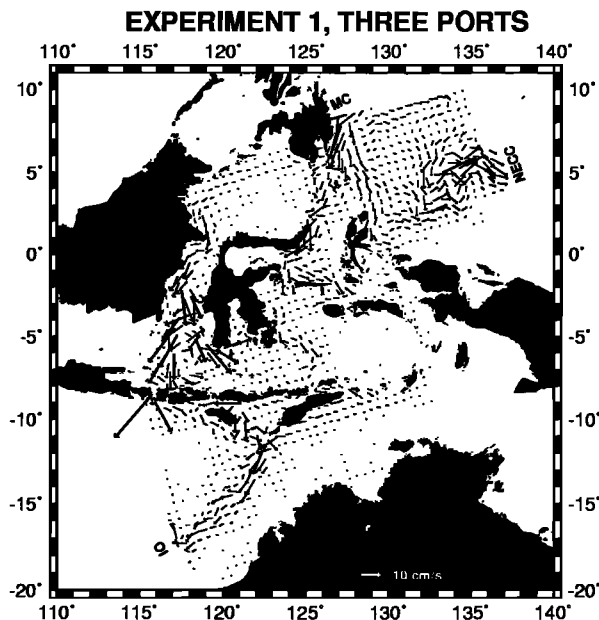 EXPERIMENT 1, THREE PORTS
110° 115° 120° 125° 130° 135° 140°
10° 10°
MC
5° 5°
NECC
0° 0°
-5° -5°
-10° -10°
-15° -15°
IO
10 cm/s
-20° -20°
110° 115° 120° 125° 130° 135° 140°